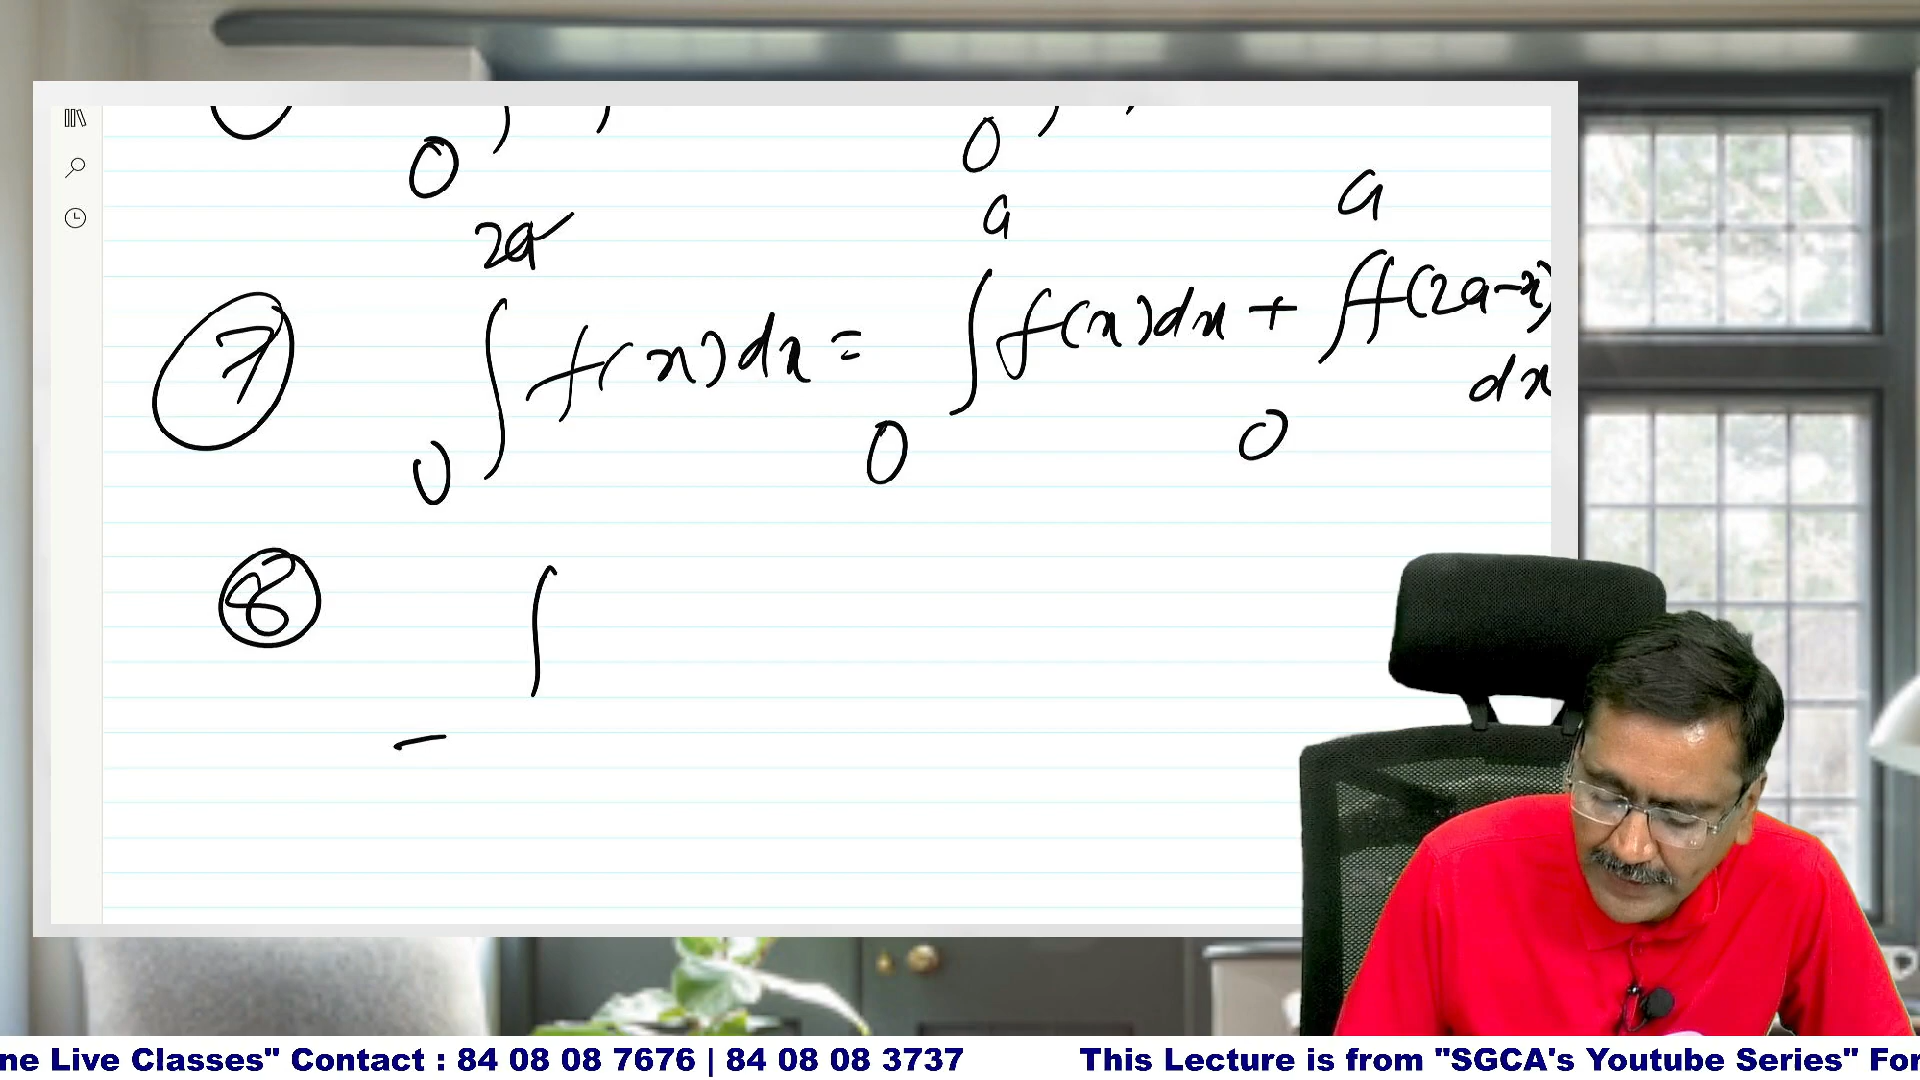 0 0
2a a a
⑦ ∫ f(x)dx = ∫ f(x)dx + ∫f(2a-x)
dx
0 0 0
⑧ ∫
-
ne Live Classes" Contact : 84 08 08 7676 | 84 08 08 3737 This Lecture is from "SGCA's Youtube Series" For